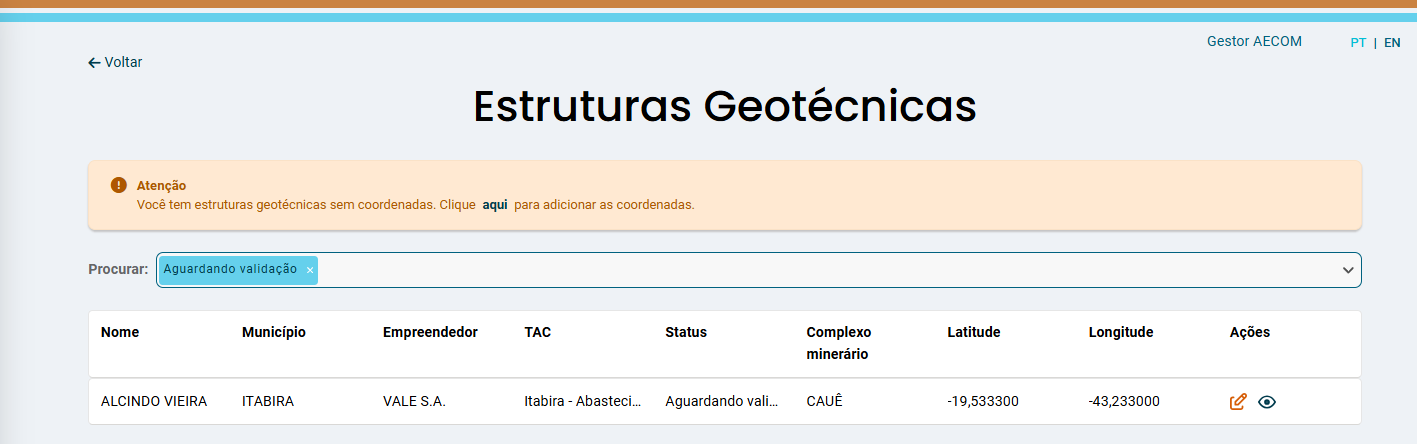 Gestor AECOM PT | EN
Voltar
Estruturas Geotécnicas
Atenção
Você tem estruturas geotécnicas sem coordenadas. Clique aqui para adicionar as coordenadas.
Procurar: Aguardando validação ×
Nome Município Empreendedor TAC Status Complexo minerário Latitude Longitude Ações
ALCINDO VIEIRA ITABIRA VALE S.A. Itabira - Abasteci... Aguardando vali... CAUÊ -19,533300 -43,233000